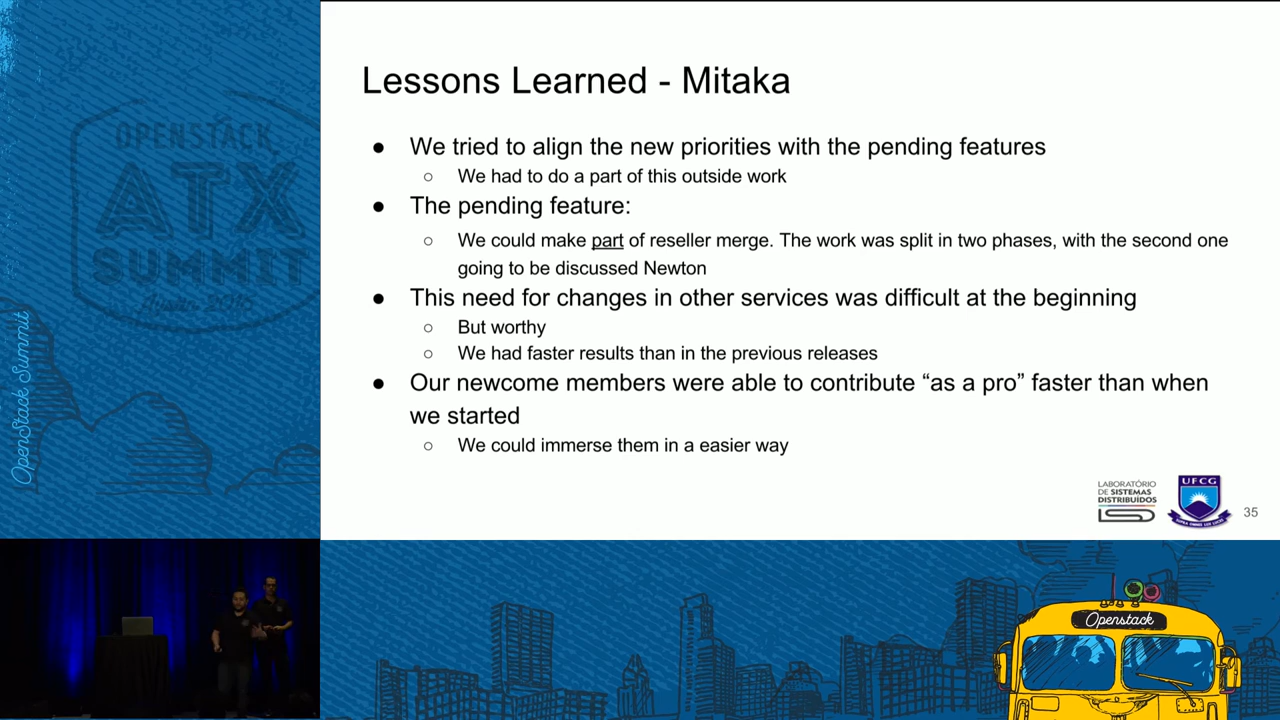 OPENSTACK
ATX
SUMMIT
Austin 2016
OpenStack Summit
Lessons Learned - Mitaka
● We tried to align the new priorities with the pending features
○ We had to do a part of this outside work
● The pending feature:
○ We could make part of reseller merge. The work was split in two phases, with the second one
going to be discussed Newton
● This need for changes in other services was difficult at the beginning
○ But worthy
○ We had faster results than in the previous releases
● Our newcome members were able to contribute “as a pro” faster than when
we started
○ We could immerse them in a easier way
LABORATÓRIO
DE SISTEMAS
DISTRIBUÍDOS
UFCG
35
Openstack